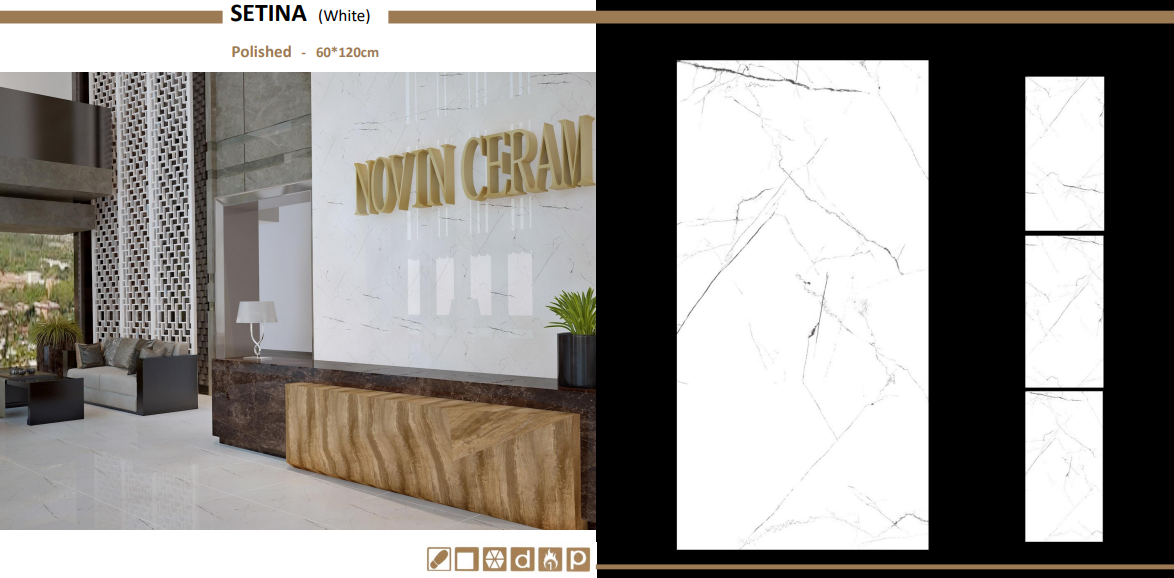 SETINA (White)
Polished - 60*120cm
NOVIN CERAM
d
p